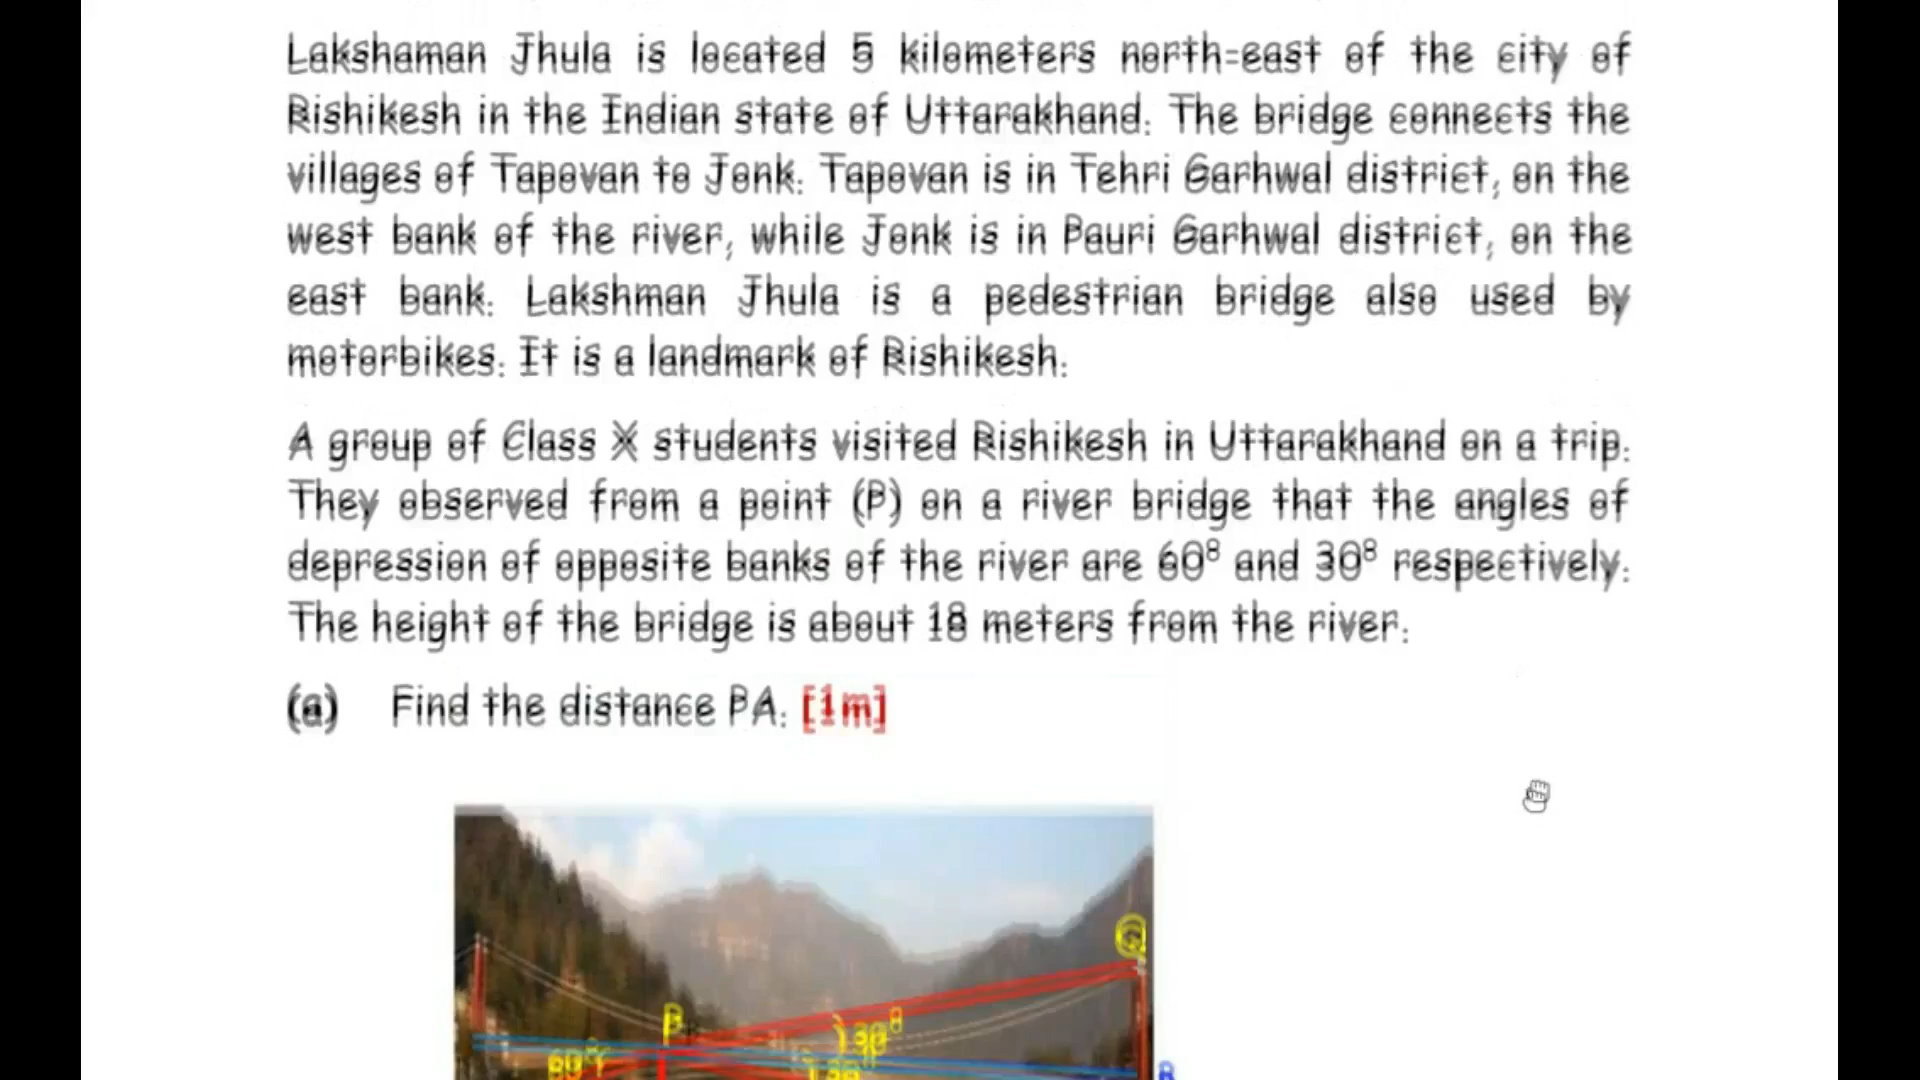 Lakshaman Jhula is located 5 kilometers north-east of the city of
Rishikesh in the Indian state of Uttarakhand. The bridge connects the
villages of Tapovan to Jonk. Tapovan is in Tehri Garhwal district, on the
west bank of the river, while Jonk is in Pauri Garhwal district, on the
east bank. Lakshman Jhula is a pedestrian bridge also used by
motorbikes. It is a landmark of Rishikesh.
A group of Class X students visited Rishikesh in Uttarakhand on a trip.
They observed from a point (P) on a river bridge that the angles of
depression of opposite banks of the river are 60° and 30° respectively.
The height of the bridge is about 18 meters from the river.
(a) Find the distance PA. [1m]
Q
P
30°
60°
B